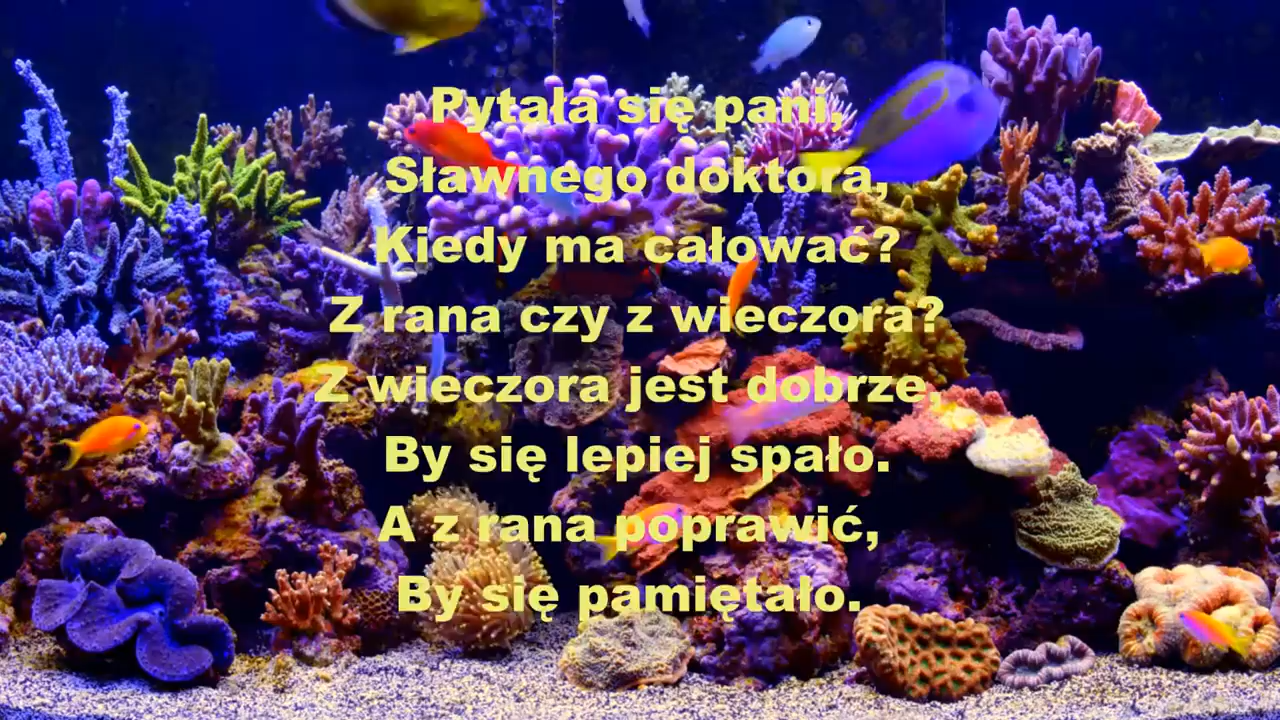 Pytała się pani,
Sławnego doktora,
Kiedy ma całować?
Z rana czy z wieczora?
Z wieczora jest dobrze,
By się lepiej spało.
A z rana poprawić,
By się pamiętało.